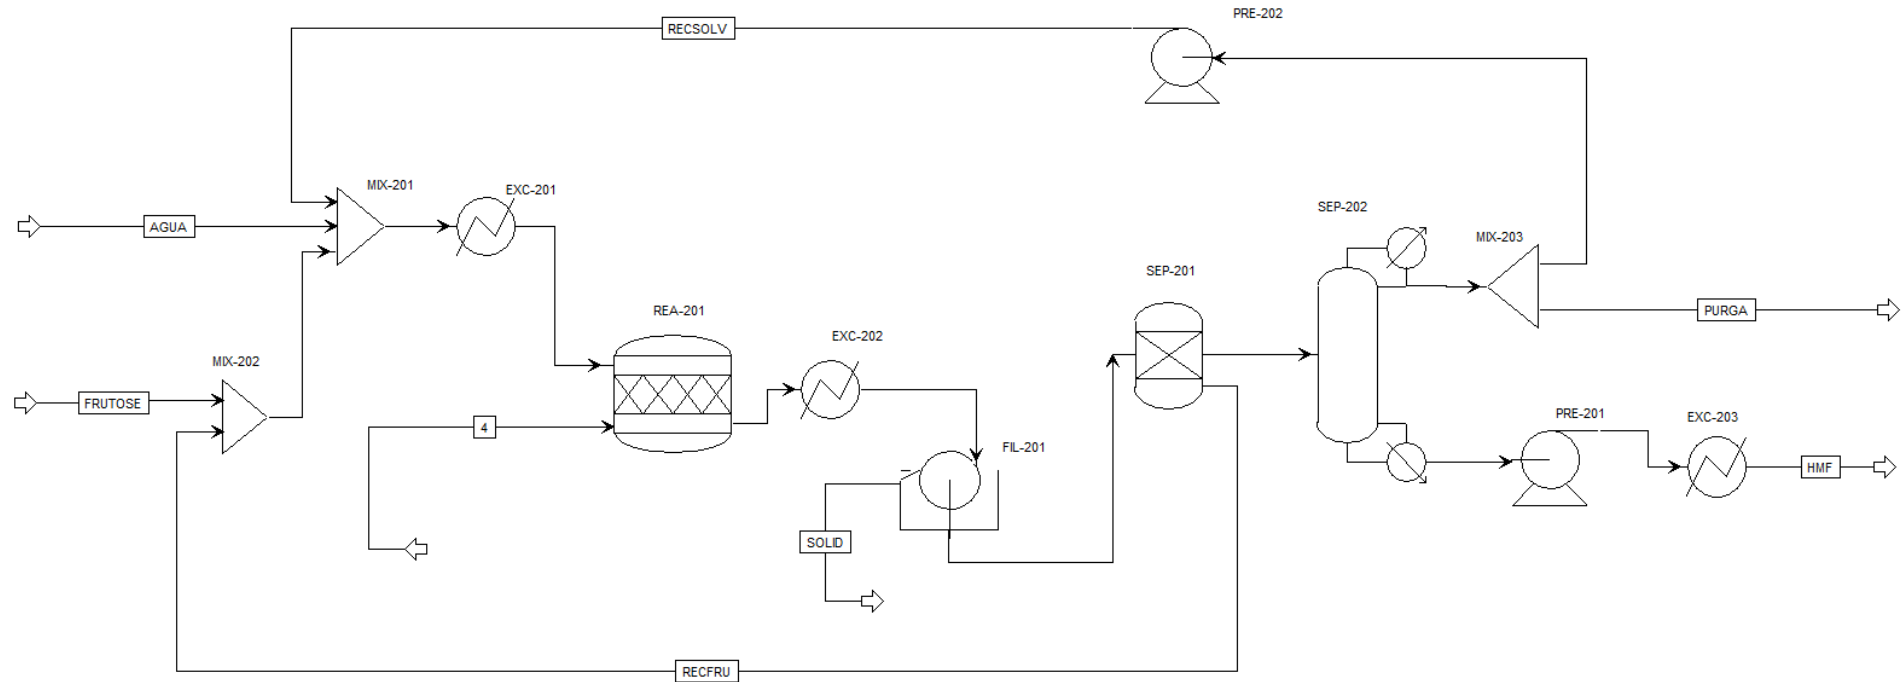 PRE-202
RECSOLV
MIX-201
EXC-201
AGUA
SEP-202
MIX-203
SEP-201
REA-201
PURGA
EXC-202
MIX-202
FRUTOSE
4
PRE-201
EXC-203
FIL-201
HMF
SOLID
RECFRU